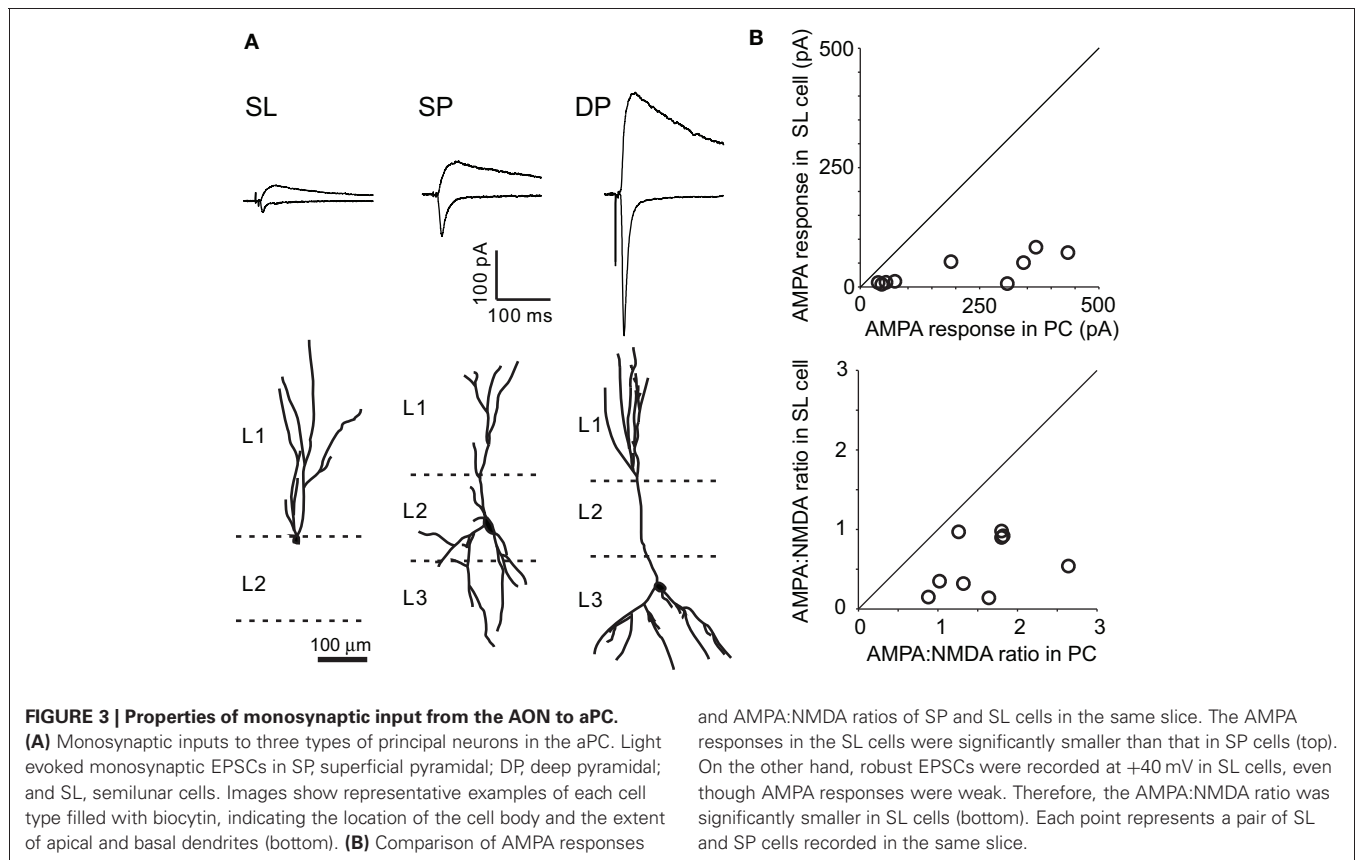 A
SL
SP
DP
100 pA
100 ms
L1
L2
100 μm
L1
L2
L3
L1
L2
L3
B
AMPA response in SL cell (pA)
500
250
0
0
250
500
AMPA response in PC (pA)
AMPA:NMDA ratio in SL cell
3
2
1
0
0
1
2
3
AMPA:NMDA ratio in PC
FIGURE 3 | Properties of monosynaptic input from the AON to aPC.
(A) Monosynaptic inputs to three types of principal neurons in the aPC. Light
evoked monosynaptic EPSCs in SP, superficial pyramidal; DP, deep pyramidal;
and SL, semilunar cells. Images show representative examples of each cell
type filled with biocytin, indicating the location of the cell body and the extent
of apical and basal dendrites (bottom). (B) Comparison of AMPA responses
and AMPA:NMDA ratios of SP and SL cells in the same slice. The AMPA
responses in the SL cells were significantly smaller than that in SP cells (top).
On the other hand, robust EPSCs were recorded at +40 mV in SL cells, even
though AMPA responses were weak. Therefore, the AMPA:NMDA ratio was
significantly smaller in SL cells (bottom). Each point represents a pair of SL
and SP cells recorded in the same slice.